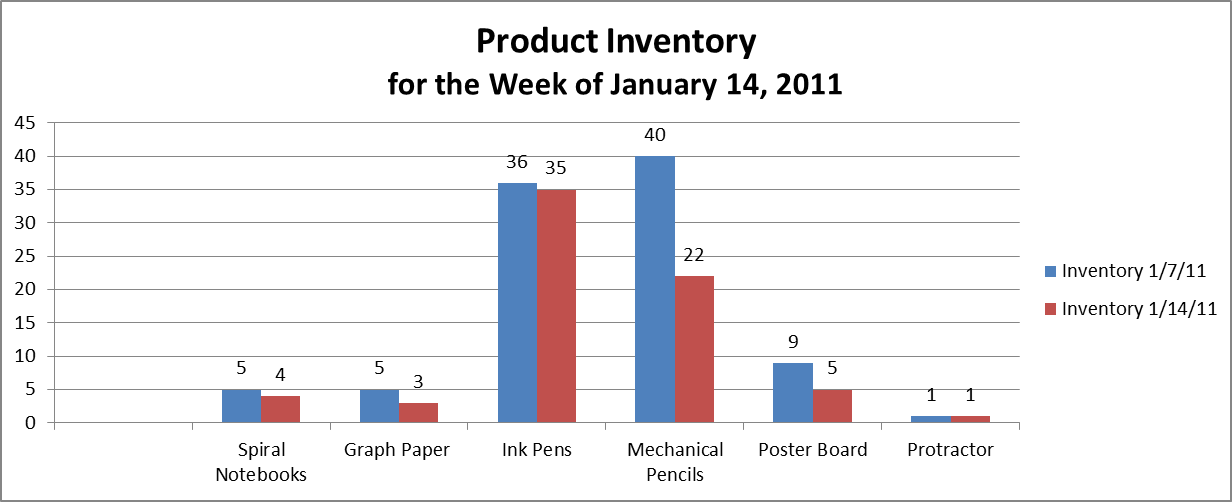 Product Inventory
for the Week of January 14, 2011
45
40
35
30
25
20
15
10
5
0
5
4
5
3
36
35
40
22
9
5
1
1
Spiral
Notebooks
Graph Paper
Ink Pens
Mechanical
Pencils
Poster Board
Protractor
Inventory 1/7/11
Inventory 1/14/11